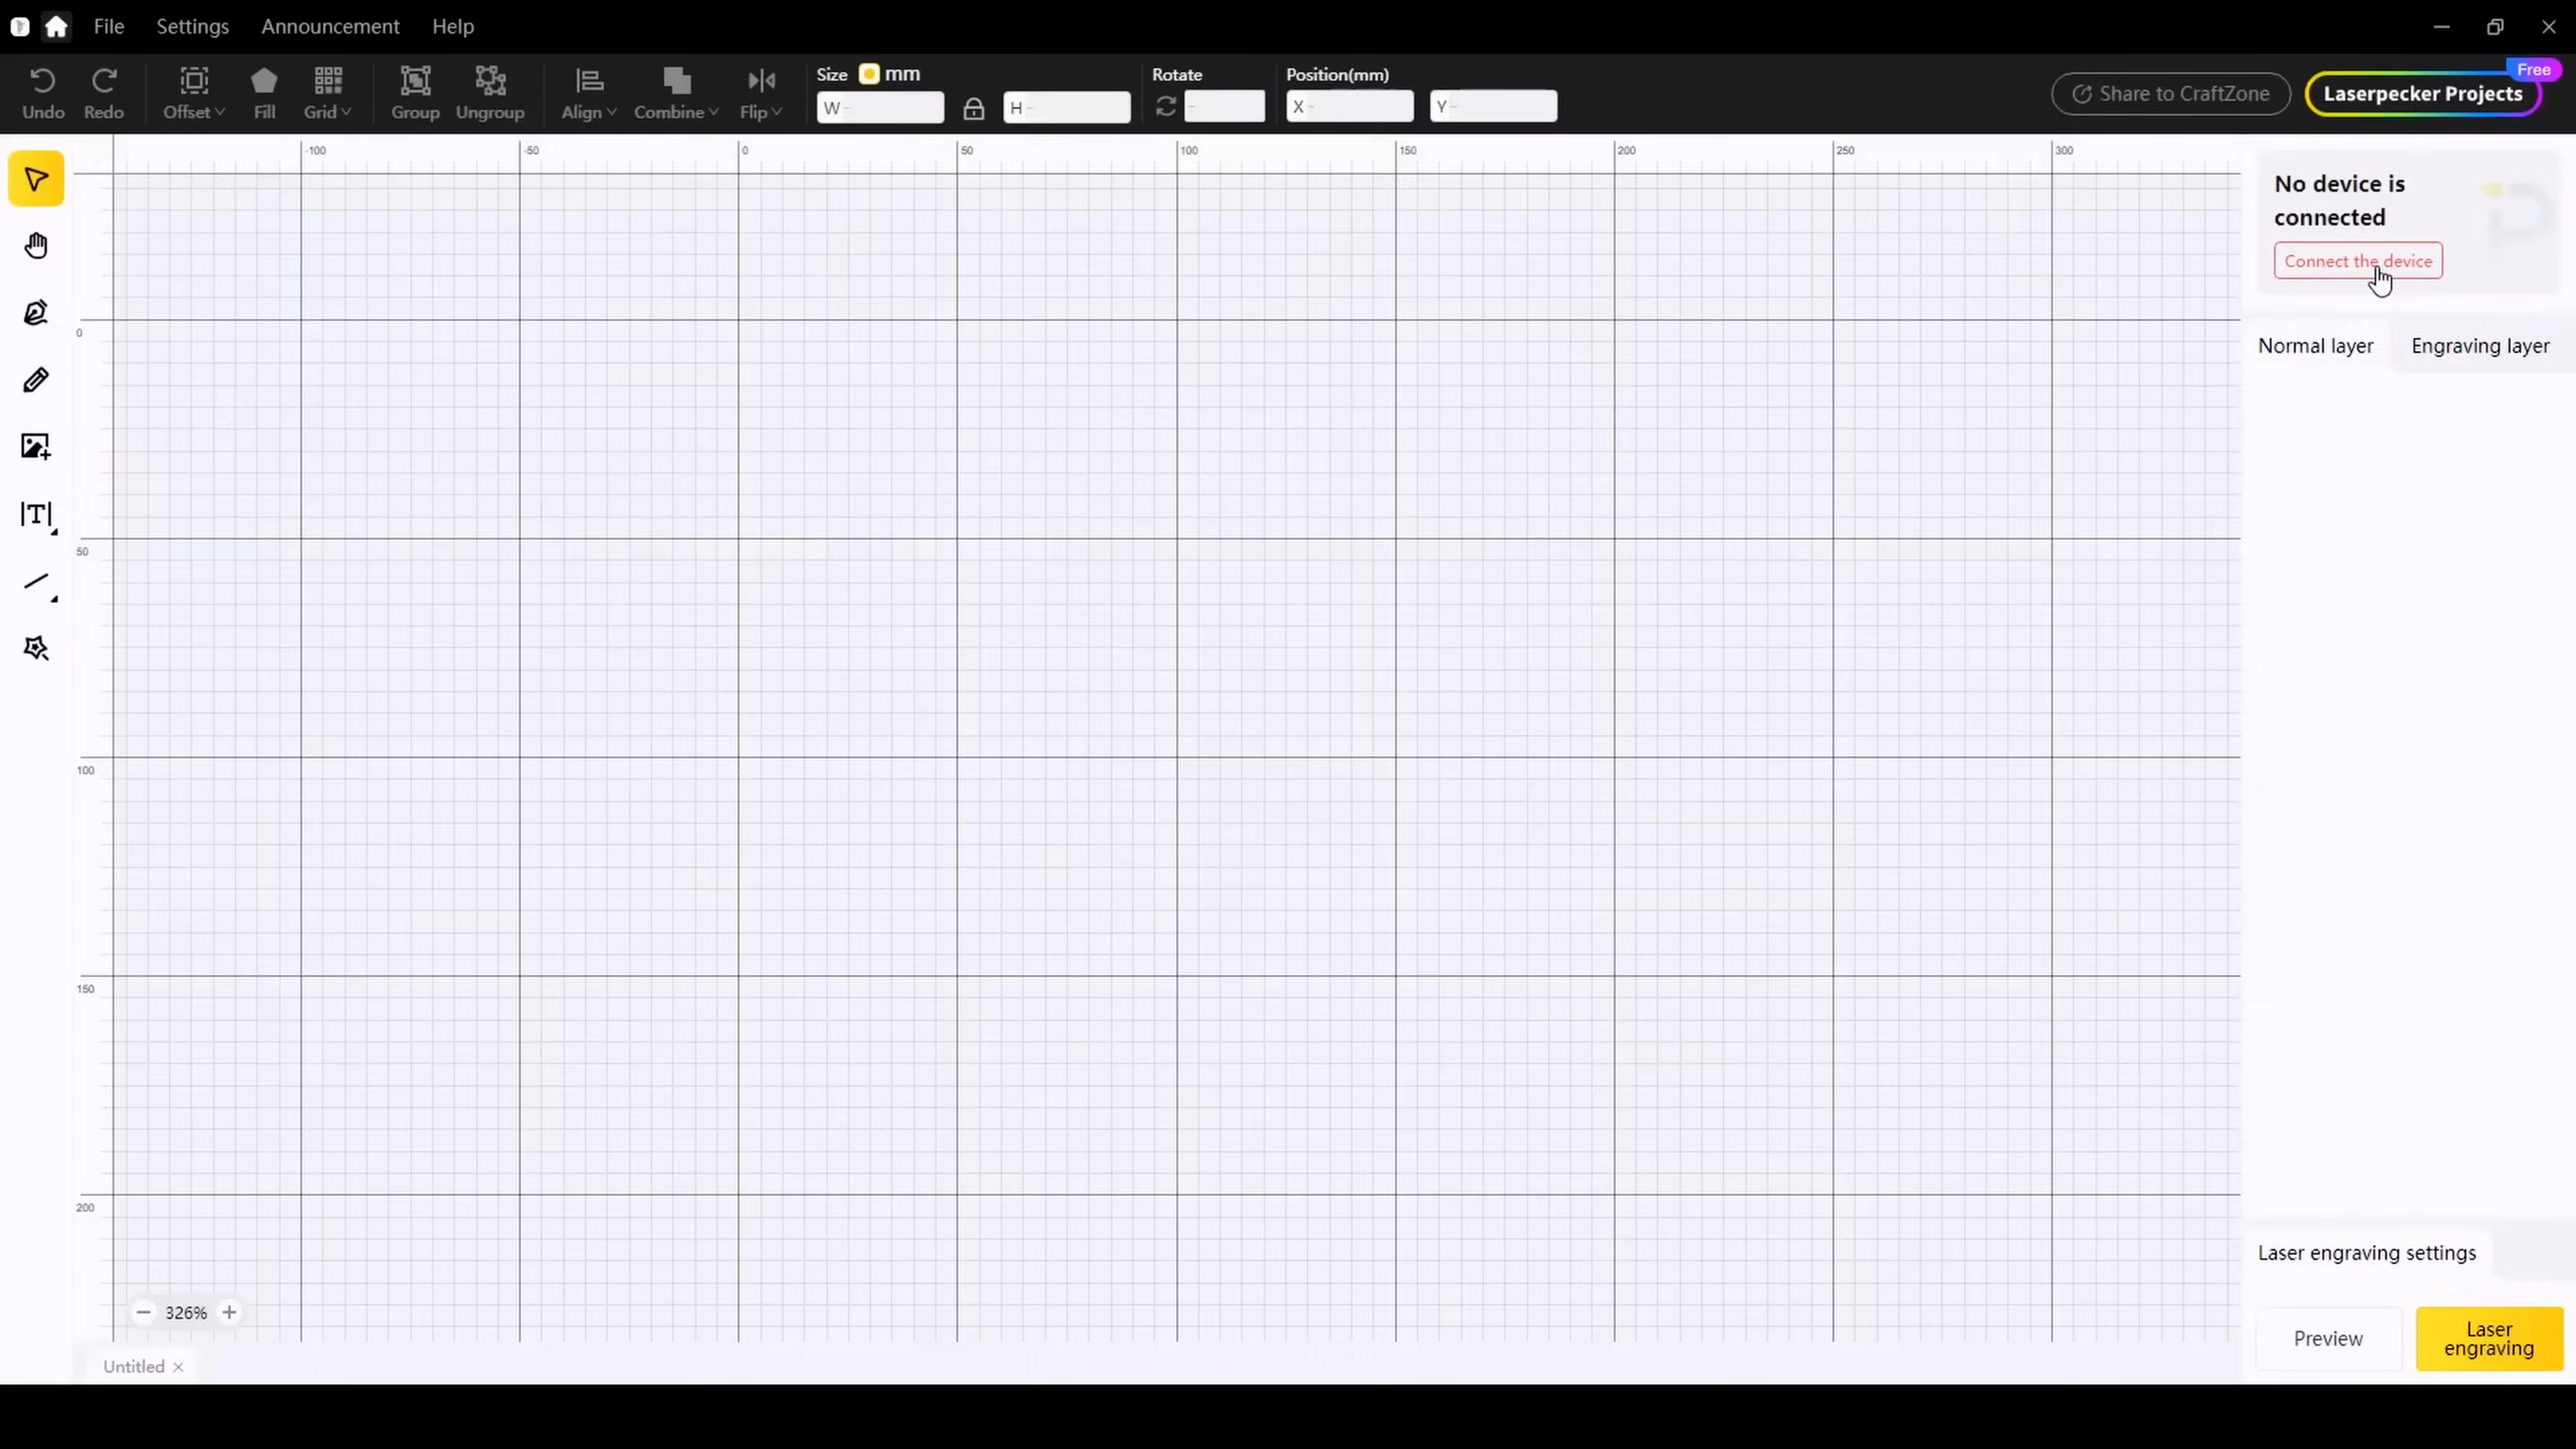 File Settings Announcement Help
Free
Size mm Rotate Position(mm)
W - H - - X - Y -
Share to CraftZone Laserpecker Projects
Undo Redo Offset Fill Grid Group Ungroup Align Combine Flip
-100 -50 0 50 100 150 200 250 300
No device is
connected
Connect the device
0
Normal layer Engraving layer
T
50
100
150
200
Laser engraving settings
326%
Preview Laser
engraving
Untitled